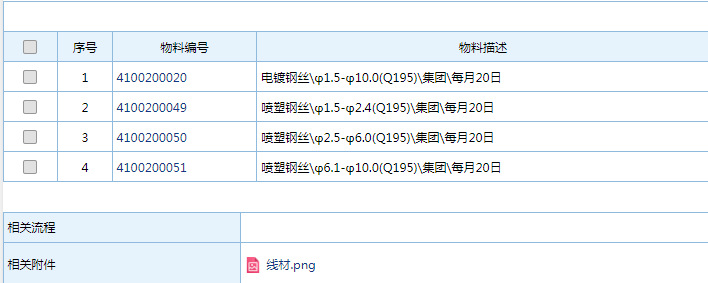 序号 物料编号 物料描述
1 4100200020 电镀钢丝\φ1.5-φ10.0(Q195)\集团\每月20日
2 4100200049 喷塑钢丝\φ1.5-φ2.4(Q195)\集团\每月20日
3 4100200050 喷塑钢丝\φ2.5-φ6.0(Q195)\集团\每月20日
4 4100200051 喷塑钢丝\φ6.1-φ10.0(Q195)\集团\每月20日
相关流程
相关附件 线材.png